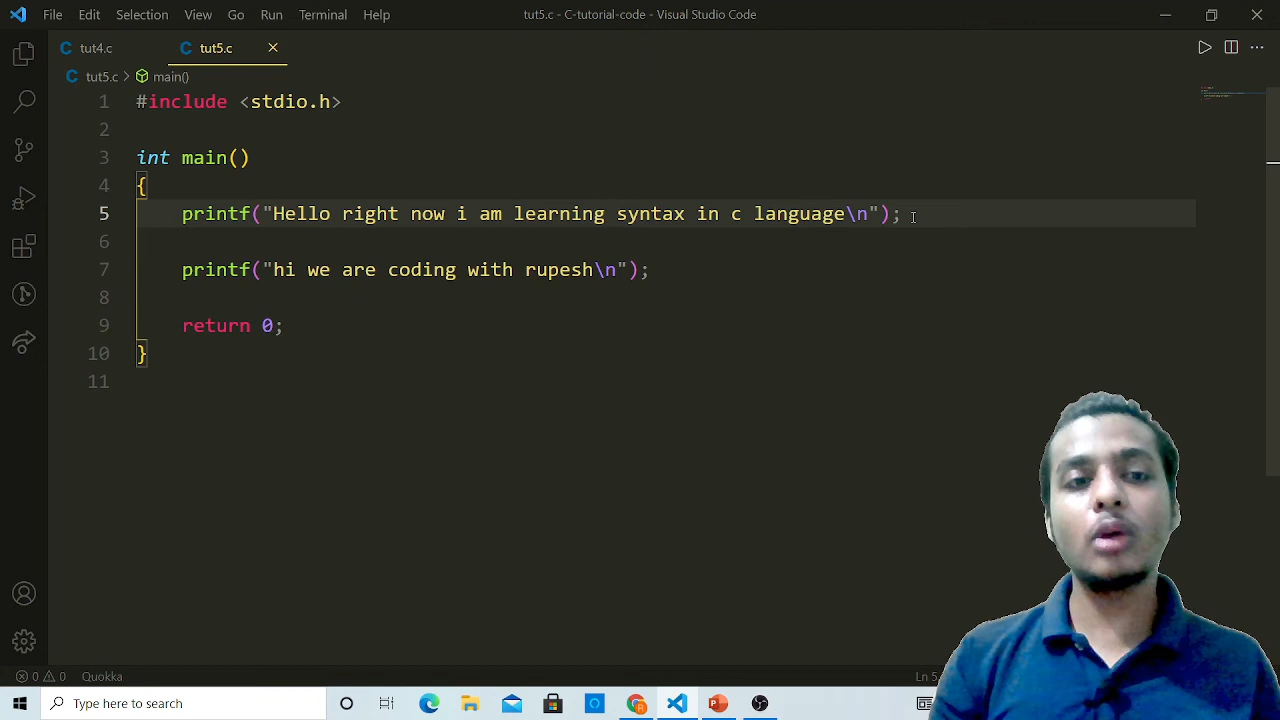 File Edit Selection View Go Run Terminal Help tut5.c - C-tutorial-code - Visual Studio Code
tut4.c tut5.c
tut5.c > main()
1 #include <stdio.h>
2
3 int main()
4 {
5 printf("Hello right now i am learning syntax in c language\n");
6
7 printf("hi we are coding with rupesh\n");
8
9 return 0;
10 }
11
0 0 Quokka Ln 5
Type here to search